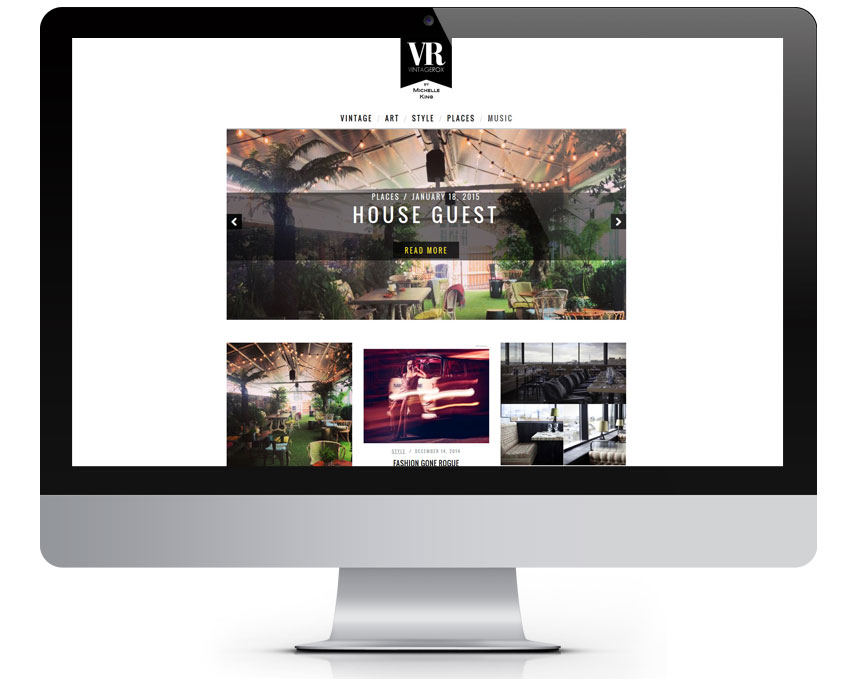 VR
VINTAGEROX
BY
MICHELLE
KING
VINTAGE / ART / STYLE / PLACES / MUSIC
PLACES / JANUARY 18, 2015
HOUSE GUEST
READ MORE
STYLE / DECEMBER 14, 2014
FASHION GONE ROGUE